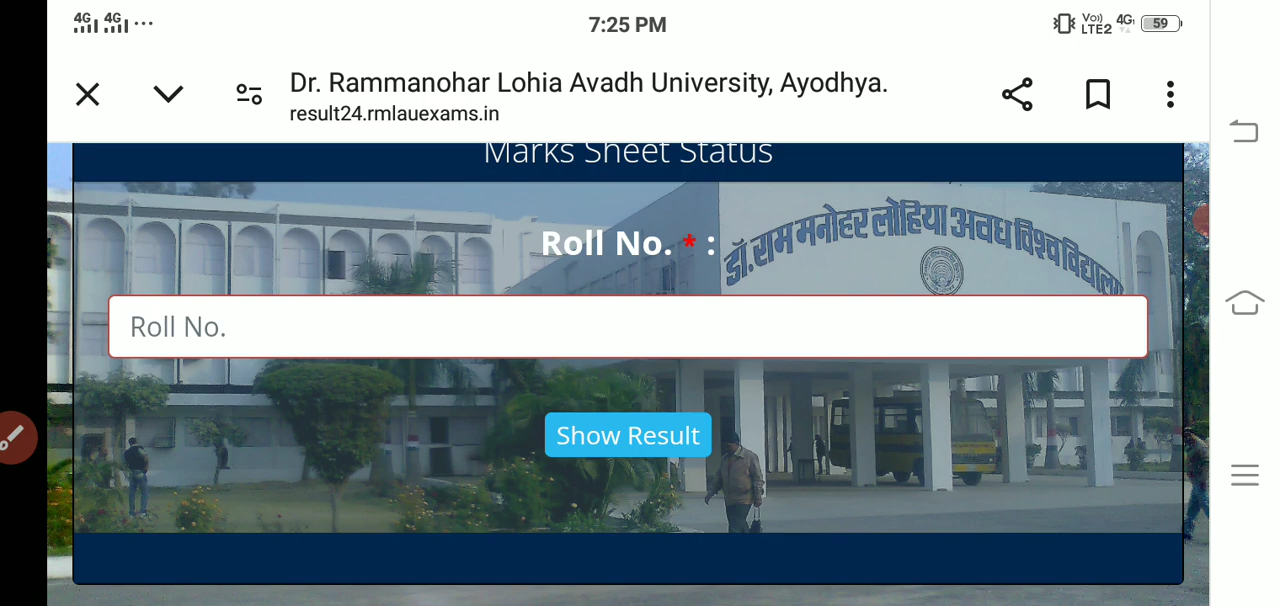 4G 4G ... 7:25 PM Vo) LTE2 4G 59
Dr. Rammanohar Lohia Avadh University, Ayodhya.
result24.rmlauexams.in
Marks Sheet Status
Roll No. * :
डॉ. राम मनोहर लोहिया अवध विश्वविद्यालय
Roll No.
Show Result